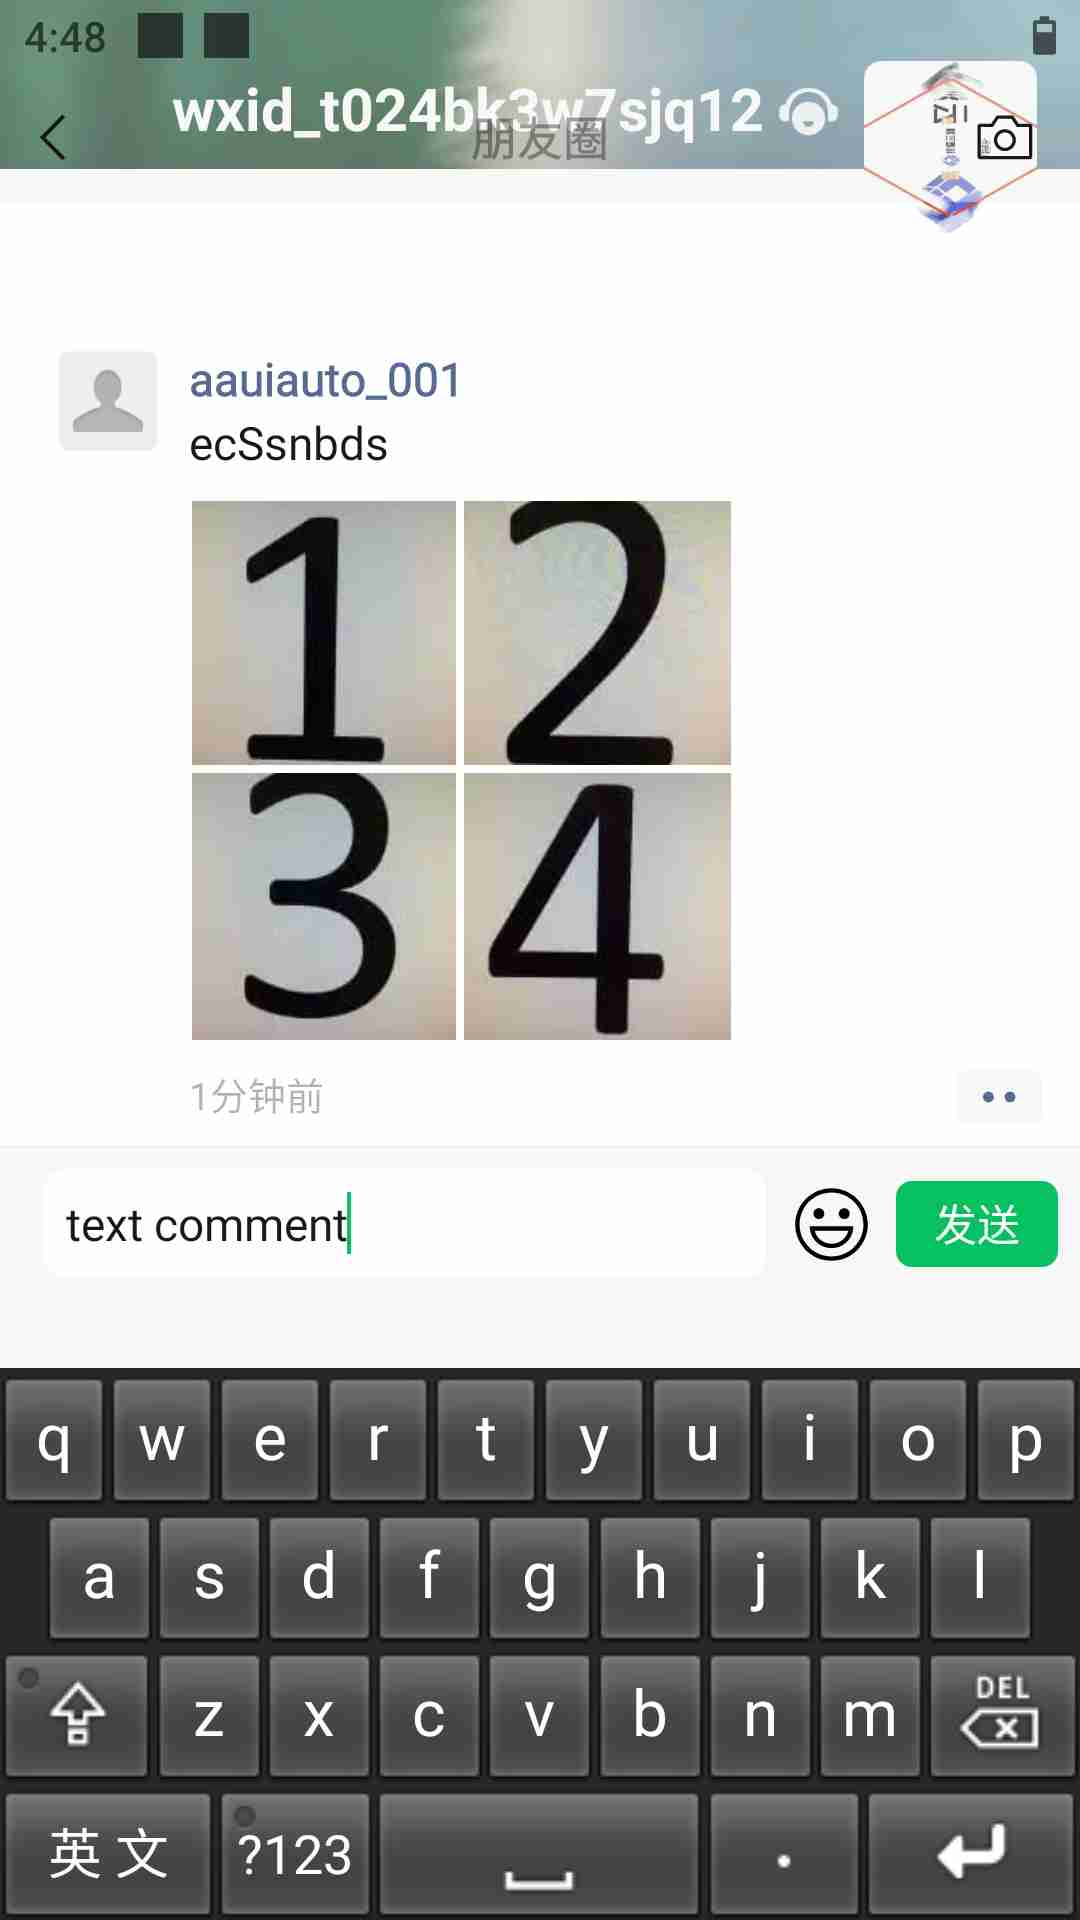 4:48
wxid_t024bk3w7sjq12
朋友圈
aauiauto_001
ecSsnbds
1 2
3 4
1分钟前
text comment 发送
q w e r t y u i o p
a s d f g h j k l
z x c v b n m DEL
英文 ?123 .